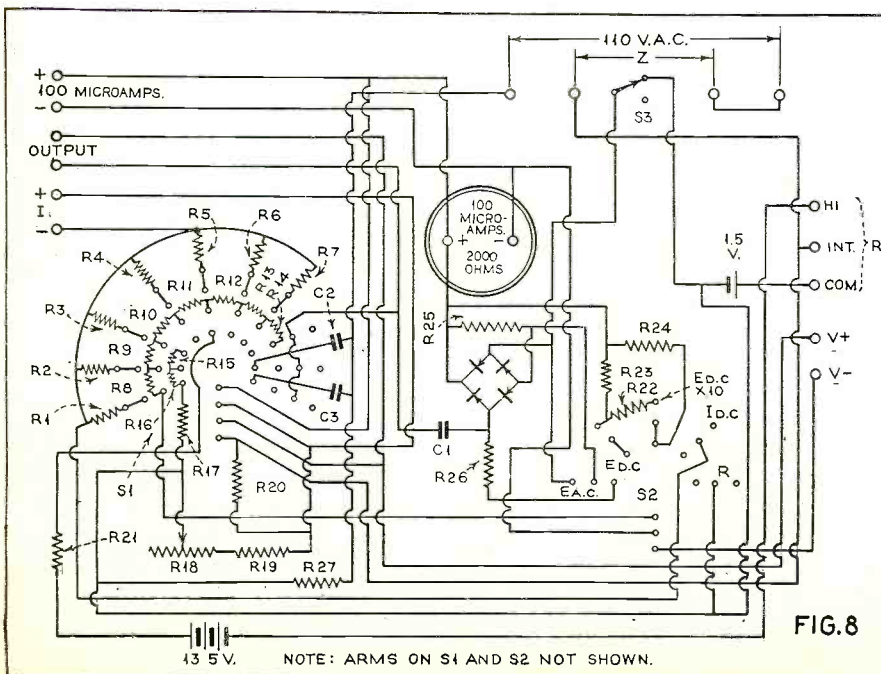 110 V.A.C.
Z
S3
+
100 MICROAMPS.
-
OUTPUT
+
I
-
R5
R6
R4
R7
R11
R12
R13
R14
C2
R3
R10
R9
R15
R2
R8
R1
R16
S1
R17
C3
100
MICRO-
AMPS.
+ -
2000
OHMS
R25
C1
R26
R24
R23
R22
ED.C
X10
ID.C
ED.C
EA.C.
R
S2
1.5
V.
HI
INT.
COM.
R
V+
V-
R20
R21
R18
R19
R27
13 5 V.
NOTE: ARMS ON S1 AND S2 NOT SHOWN.
FIG.8